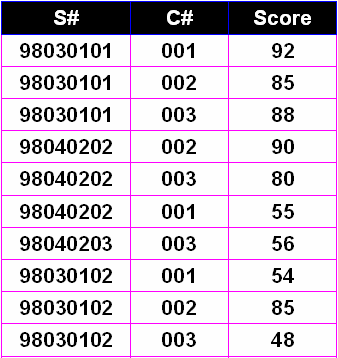 S# C# Score
98030101 001 92
98030101 002 85
98030101 003 88
98040202 002 90
98040202 003 80
98040202 001 55
98040203 003 56
98030102 001 54
98030102 002 85
98030102 003 48